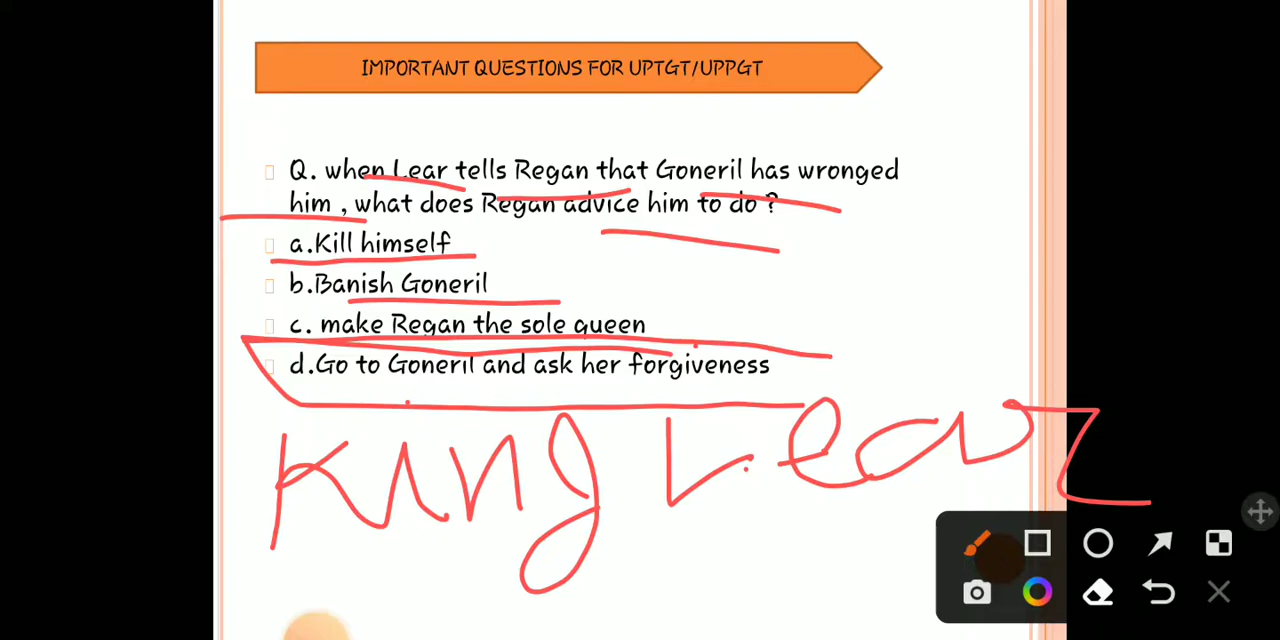 IMPORTANT QUESTIONS FOR UPTGT/UPPGT
Q. when Lear tells Regan that Goneril has wronged
him , what does Regan advice him to do ?
a.Kill himself
b.Banish Goneril
c. make Regan the sole queen
d.Go to Goneril and ask her forgiveness
King Lear